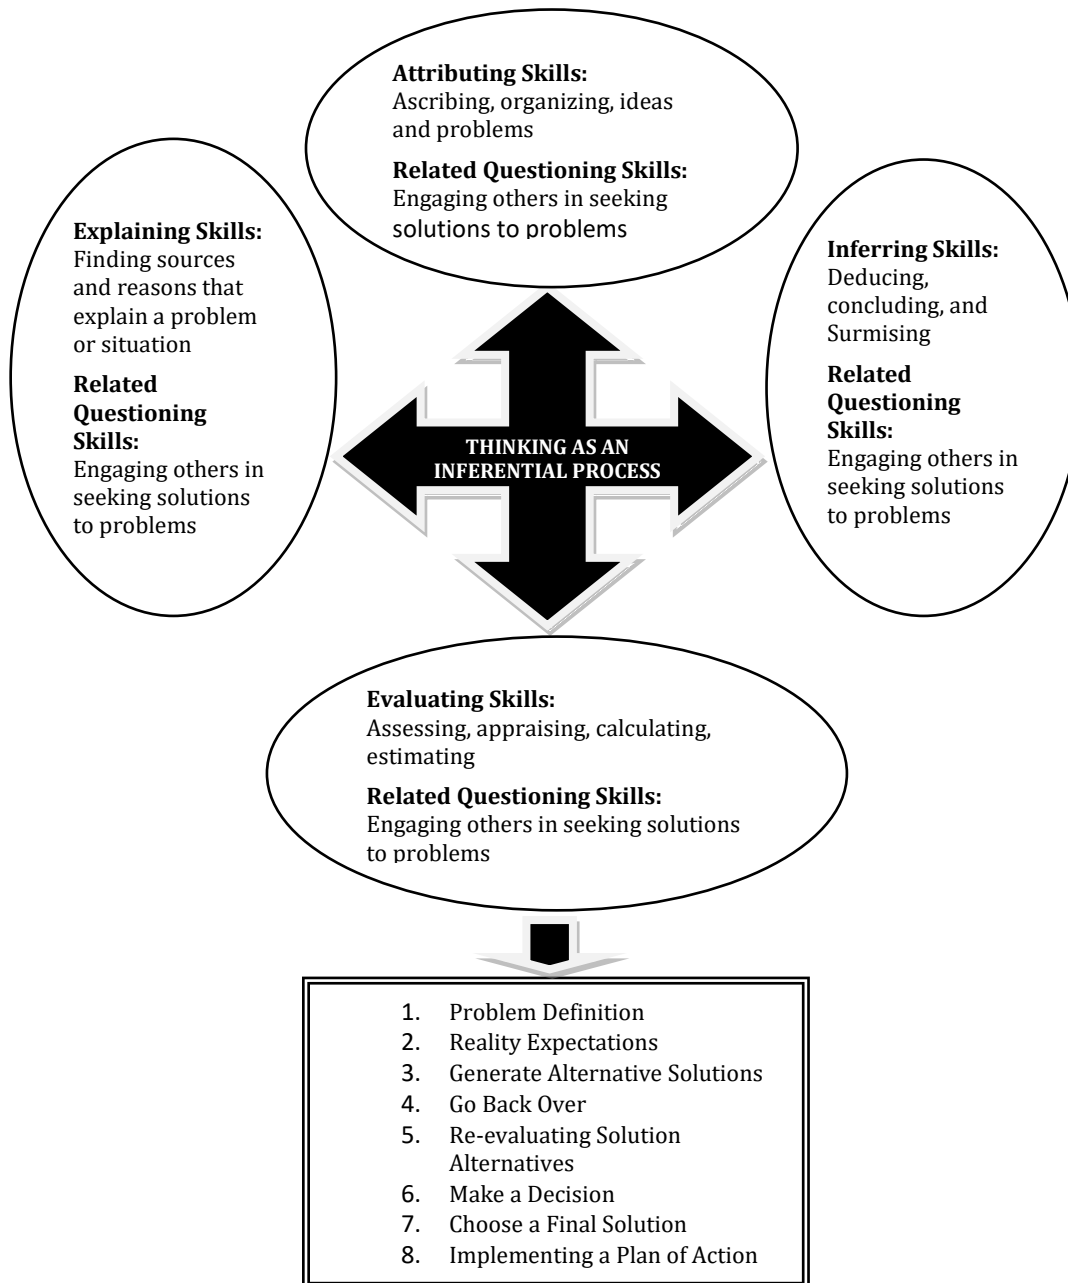 Attributing Skills:
Ascribing, organizing, ideas
and problems
Related Questioning Skills:
Engaging others in seeking
solutions to problems
Explaining Skills:
Finding sources
and reasons that
explain a problem
or situation
Related
Questioning
Skills:
Engaging others in
seeking solutions
to problems
Inferring Skills:
Deducing,
concluding, and
Surmising
Related
Questioning
Skills:
Engaging others in
seeking solutions
to problems
THINKING AS AN
INFERENTIAL PROCESS
Evaluating Skills:
Assessing, appraising, calculating,
estimating
Related Questioning Skills:
Engaging others in seeking solutions
to problems
1. Problem Definition
2. Reality Expectations
3. Generate Alternative Solutions
4. Go Back Over
5. Re-evaluating Solution
Alternatives
6. Make a Decision
7. Choose a Final Solution
8. Implementing a Plan of Action